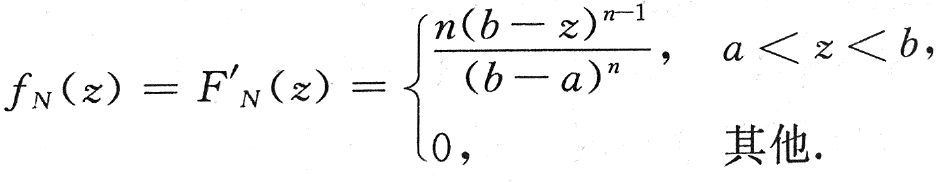 f_N(z) = F'_N(z) = { n(b − z)^{n−1} / (b − a)^n, a < z < b,
0, 其他.